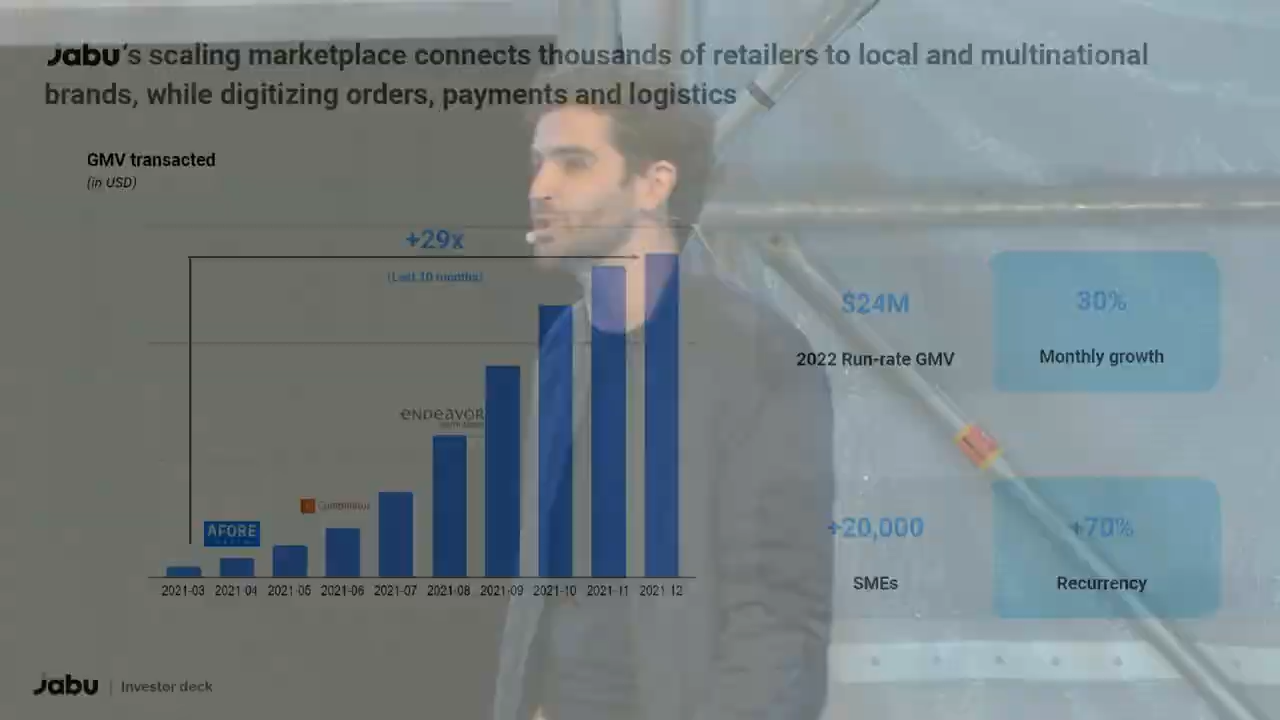 Jabu's scaling marketplace connects thousands of retailers to local and multinational
brands, while digitizing orders, payments and logistics
GMV transacted
(in USD)
+29x
(Last 10 months)
endeavor
AFORE
2021-03 2021-04 2021-05 2021-06 2021-07 2021-08 2021-09 2021-10 2021-11 2021-12
$24M
2022 Run-rate GMV
30%
Monthly growth
+20,000
SMEs
+70%
Recurrency
Jabu | Investor deck